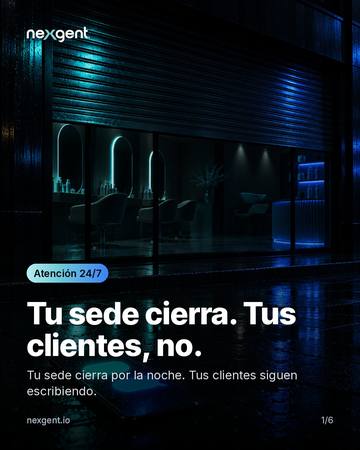 nexgent
Atención 24/7
Tu sede cierra. Tus
clientes, no.
Tu sede cierra por la noche. Tus clientes siguen
escribiendo.
nexgent.io
1/6